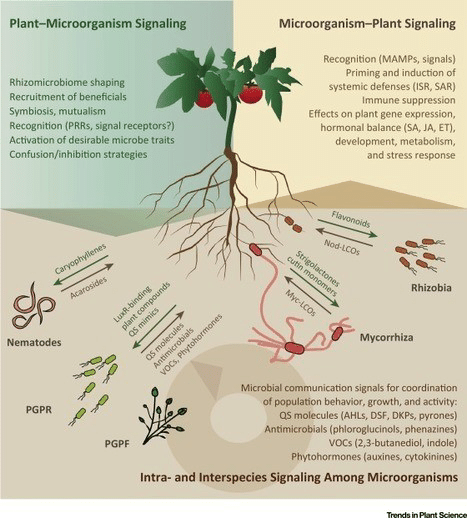 Plant–Microorganism Signaling
Rhizomicrobiome shaping
Recruitment of beneficials
Symbiosis, mutualism
Recognition (PRRs, signal receptors?)
Activation of desirable microbe traits
Confusion/inhibition strategies
Microorganism–Plant Signaling
Recognition (MAMPs, signals)
Priming and induction of
systemic defenses (ISR, SAR)
Immune suppression
Effects on plant gene expression,
hormonal balance (SA, JA, ET),
development, metabolism,
and stress response
Flavonoids
Nod-LCOs
Rhizobia
Caryophyllenes
Acarosides
Nematodes
Strigolactones
cutin monomers
Myc-LCOs
Mycorrhiza
LuxR-binding
plant compounds
QS mimics
QS molecules
Antimicrobials
VOCs, Phytohormones
PGPR
PGPF
Microbial communication signals for coordination
of population behavior, growth, and activity:
QS molecules (AHLs, DSF, DKPs, pyrones)
Antimicrobials (phloroglucinols, phenazines)
VOCs (2,3-butanediol, indole)
Phytohormones (auxines, cytokinines)
Intra- and Interspecies Signaling Among Microorganisms
Trends in Plant Science